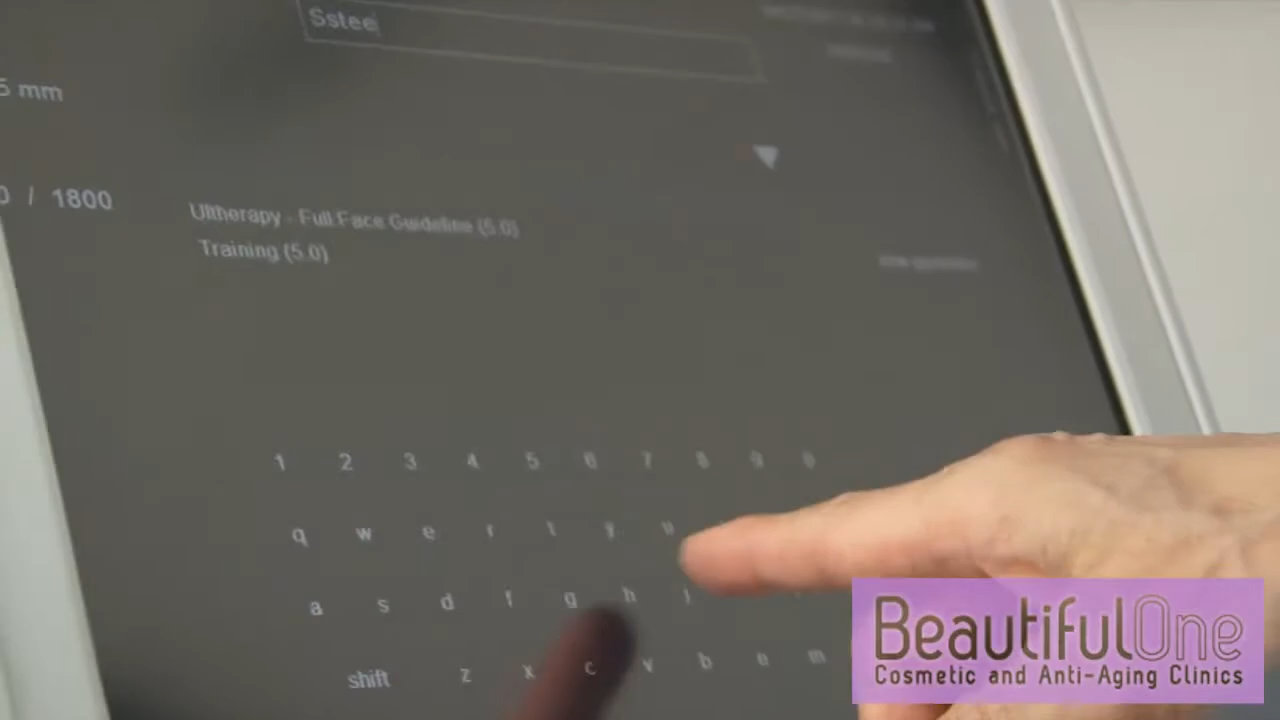 Sstee
5 mm
0 / 1800
Ultherapy - Full Face Guideline (5.0)
Training (5.0)
1 2 3 4 5 6 7 8 9 0
q w e r t y u
a s d f g h j
shift z x c v b n m
BeautifulOne
Cosmetic and Anti-Aging Clinics